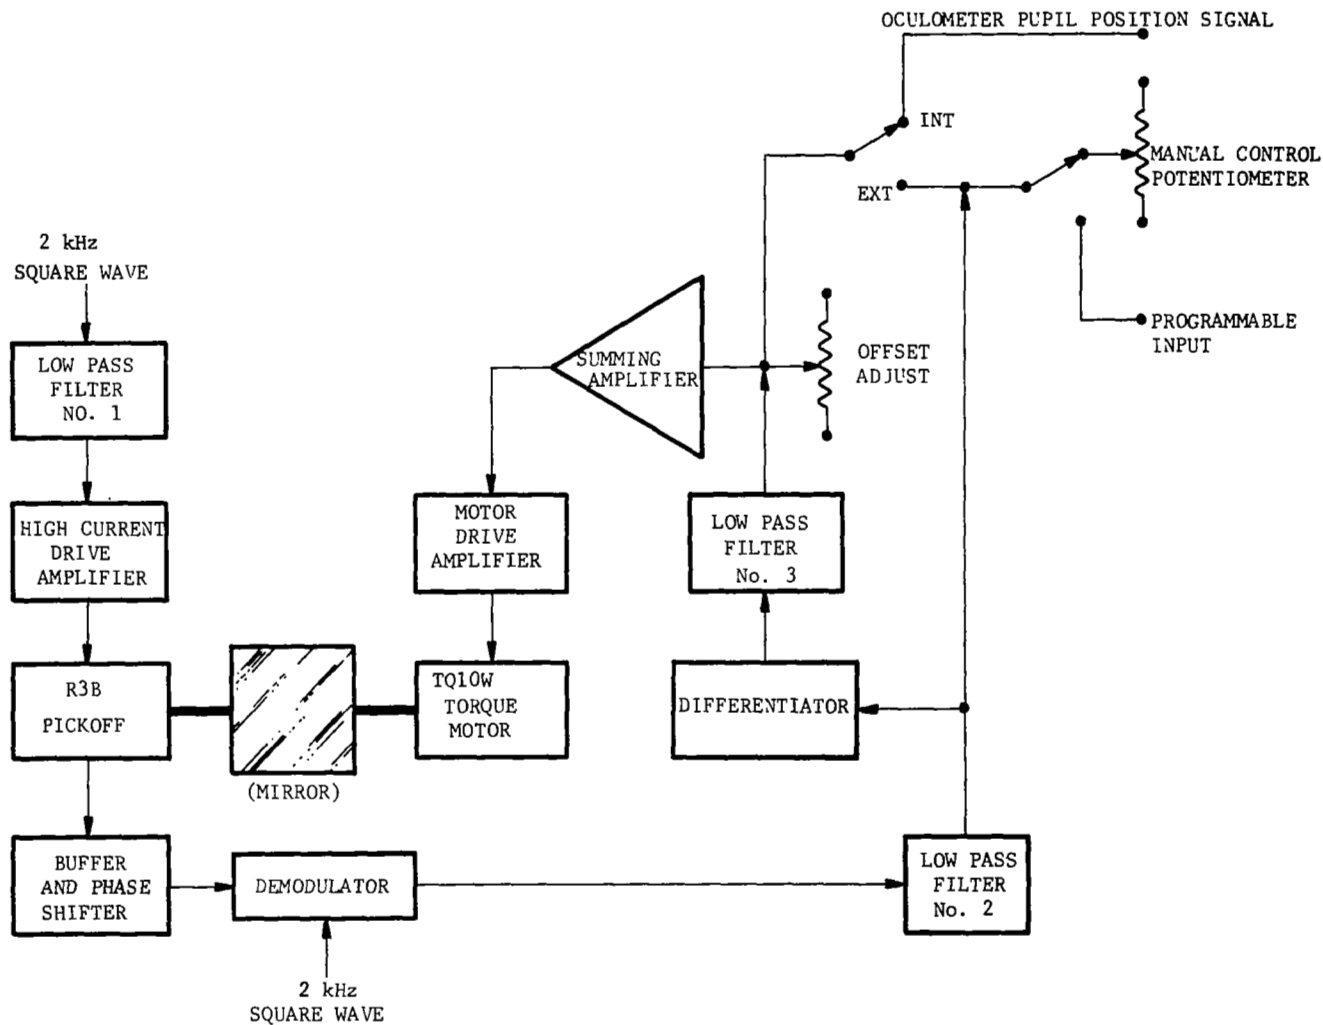 OCULOMETER PUPIL POSITION SIGNAL
INT
MANUAL CONTROL
POTENTIOMETER
EXT
PROGRAMMABLE
INPUT
2 kHz
SQUARE WAVE
LOW PASS
FILTER
NO. 1
SUMMING
AMPLIFIER
OFFSET
ADJUST
HIGH CURRENT
DRIVE
AMPLIFIER
MOTOR
DRIVE
AMPLIFIER
LOW PASS
FILTER
No. 3
R3B
PICKOFF
(MIRROR)
TQ10W
TORQUE
MOTOR
DIFFERENTIATOR
BUFFER
AND PHASE
SHIFTER
DEMODULATOR
LOW PASS
FILTER
No. 2
2 kHz
SQUARE WAVE